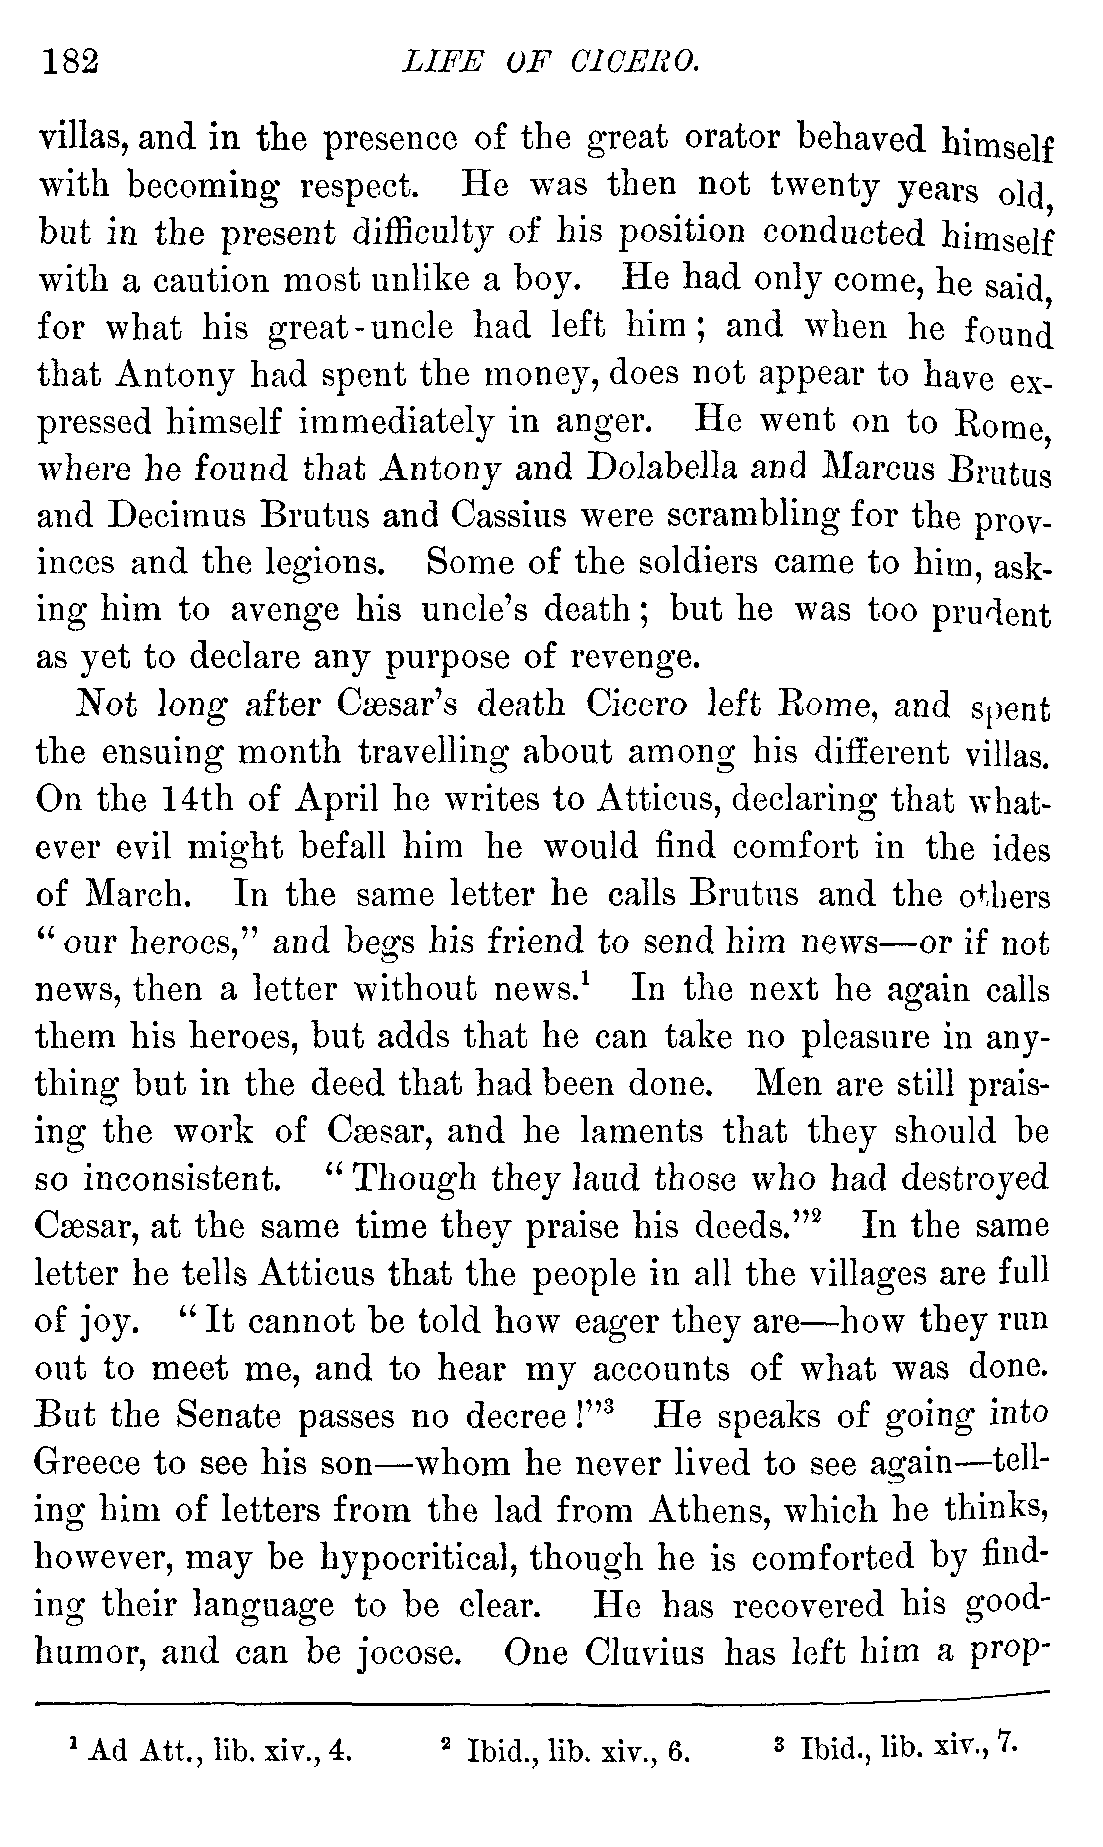 182 LIFE OF CICERO.
villas, and in the presence of the great orator behaved himself
with becoming respect. He was then not twenty years old,
but in the present difficulty of his position conducted himself
with a caution most unlike a boy. He had only come, he said,
for what his great-uncle had left him; and when he found
that Antony had spent the money, does not appear to have ex-
pressed himself immediately in anger. He went on to Rome,
where he found that Antony and Dolabella and Marcus Brutus
and Decimus Brutus and Cassius were scrambling for the prov-
inces and the legions. Some of the soldiers came to him, ask-
ing him to avenge his uncle's death; but he was too prudent
as yet to declare any purpose of revenge.
Not long after Cæsar's death Cicero left Rome, and spent
the ensuing month travelling about among his different villas.
On the 14th of April he writes to Atticus, declaring that what-
ever evil might befall him he would find comfort in the ides
of March. In the same letter he calls Brutus and the others
"our heroes," and begs his friend to send him news—or if not
news, then a letter without news.¹ In the next he again calls
them his heroes, but adds that he can take no pleasure in any-
thing but in the deed that had been done. Men are still prais-
ing the work of Cæsar, and he laments that they should be
so inconsistent. "Though they laud those who had destroyed
Cæsar, at the same time they praise his deeds."² In the same
letter he tells Atticus that the people in all the villages are full
of joy. "It cannot be told how eager they are—how they run
out to meet me, and to hear my accounts of what was done.
But the Senate passes no decree!"³ He speaks of going into
Greece to see his son—whom he never lived to see again—tell-
ing him of letters from the lad from Athens, which he thinks,
however, may be hypocritical, though he is comforted by find-
ing their language to be clear. He has recovered his good-
humor, and can be jocose. One Cluvius has left him a prop-
¹ Ad Att., lib. xiv., 4. ² Ibid., lib. xiv., 6. ³ Ibid., lib. xiv., 7.